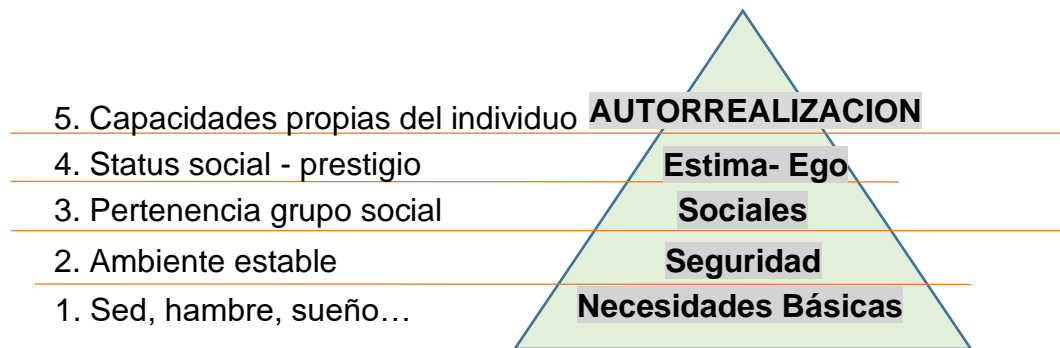 5. Capacidades propias del individuo AUTORREALIZACION
4. Status social - prestigio Estima- Ego
3. Pertenencia grupo social Sociales
2. Ambiente estable Seguridad
1. Sed, hambre, sueño… Necesidades Básicas